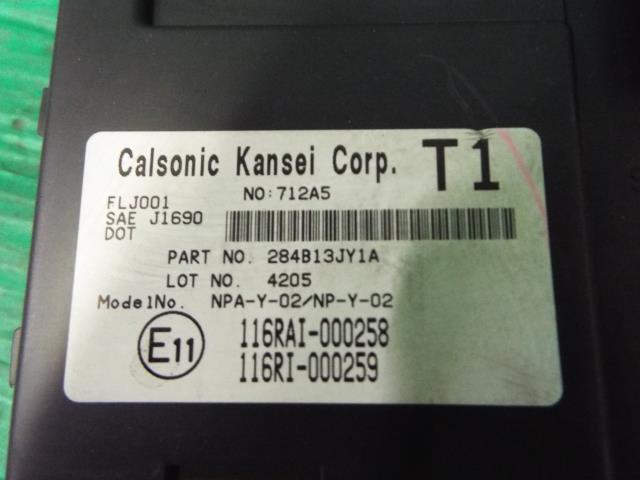 Calsonic Kansei Corp. T1
FLJ001 NO:712A5
SAE J1690
DOT
PART NO. 284B13JY1A
LOT NO. 4205
ModelNo. NPA-Y-02/NP-Y-02
E11
116RAI-000258
116RI-000259